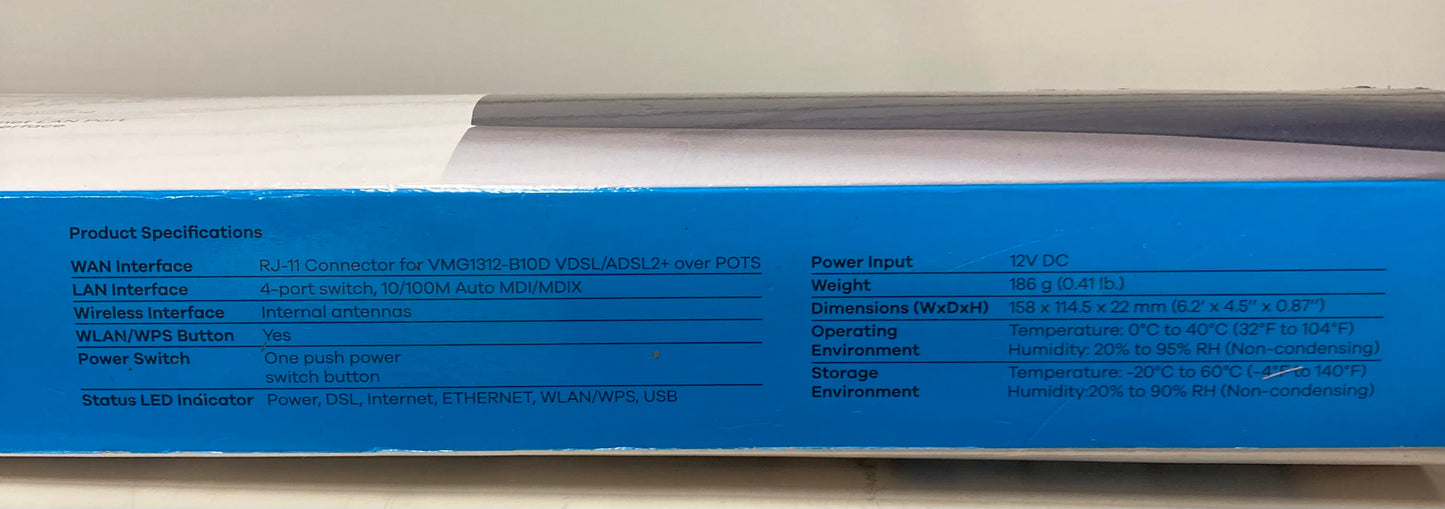 Product Specifications
WAN Interface RJ-11 Connector for VMG1312-B10D VDSL/ADSL2+ over POTS
LAN Interface 4-port switch, 10/100M Auto MDI/MDIX
Wireless Interface Internal antennas
WLAN/WPS Button Yes
Power Switch One push power
switch button
Status LED Indicator Power, DSL, Internet, ETHERNET, WLAN/WPS, USB
Power Input 12V DC
Weight 186 g (0.41 lb.)
Dimensions (WxDxH) 158 x 114.5 x 22 mm (6.2' x 4.5'' x 0.87'')
Operating Temperature: 0°C to 40°C (32°F to 104°F)
Environment Humidity: 20% to 95% RH (Non-condensing)
Storage Temperature: -20°C to 60°C (-4°F to 140°F)
Environment Humidity:20% to 90% RH (Non-condensing)